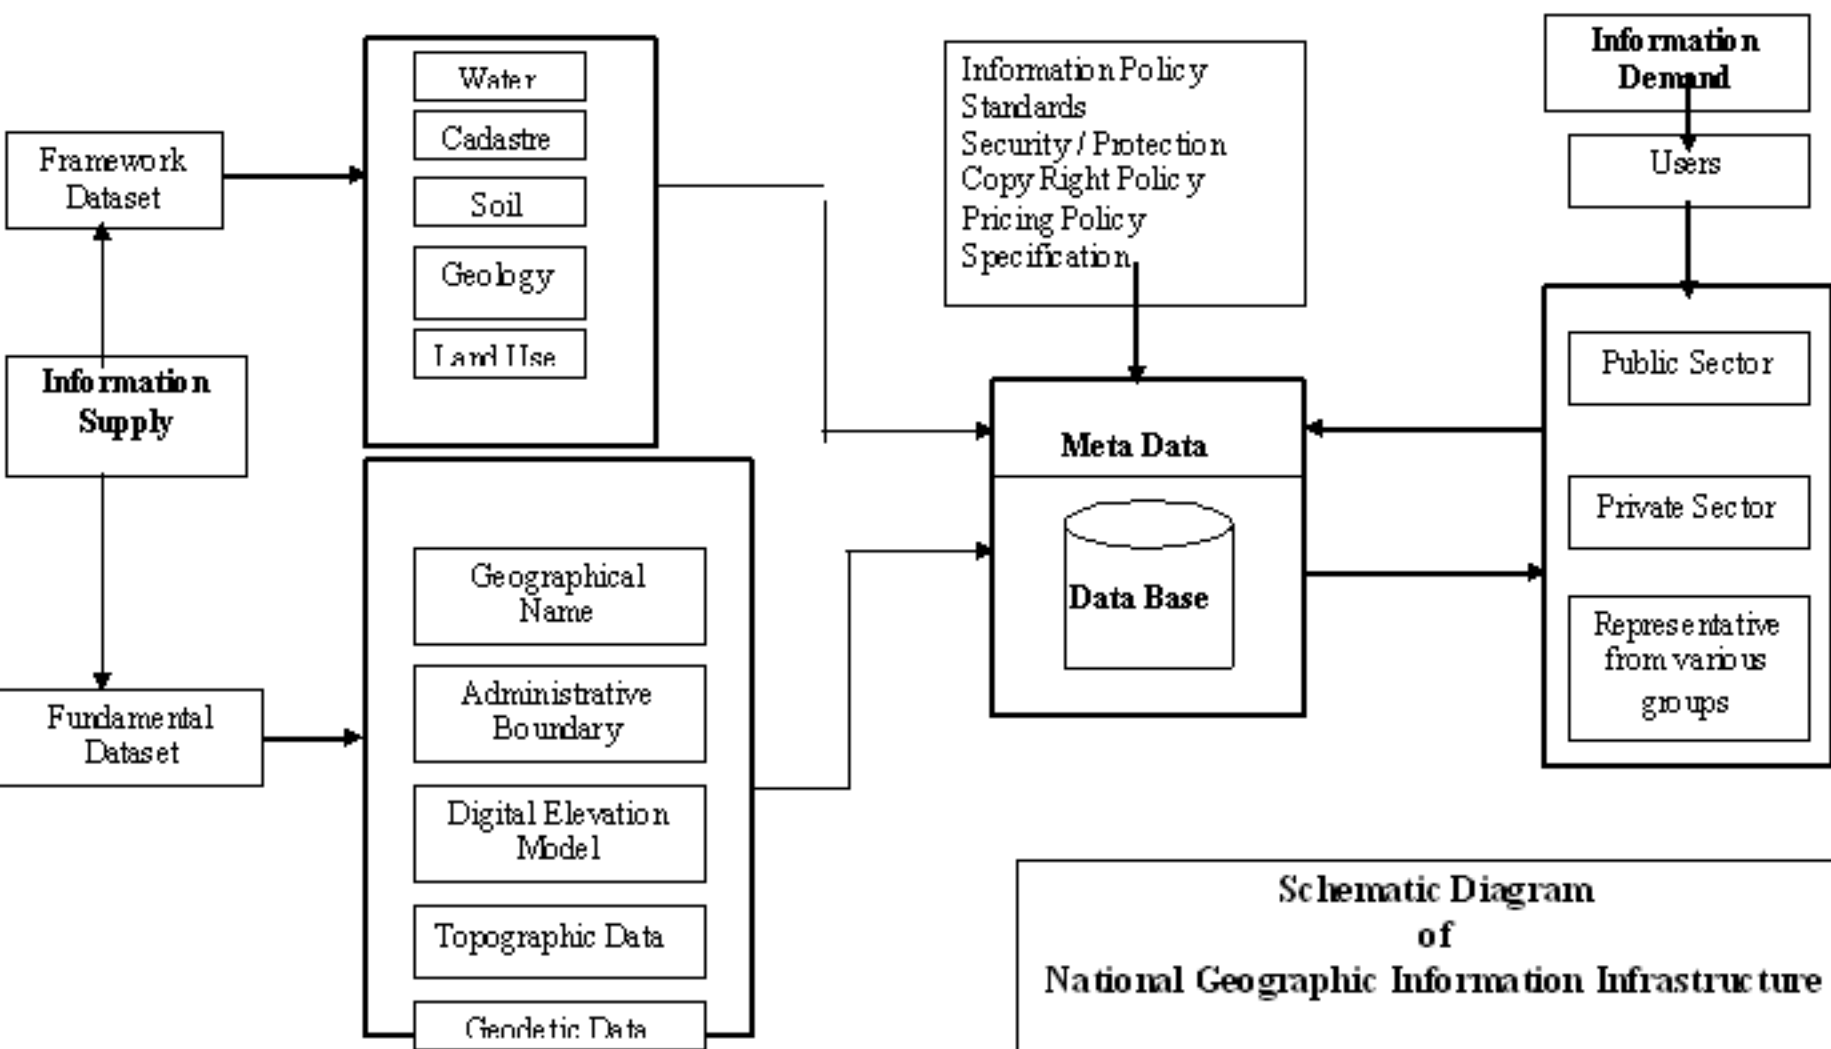 Framework
Dataset
Information
Supply
Fundamental
Dataset
Water
Cadastre
Soil
Geology
Land Use
Geographical
Name
Administrative
Boundary
Digital Elevation
Model
Topographic Data
Geodetic Data
Information Policy
Standards
Security / Protection
Copy Right Policy
Pricing Policy
Specification
Meta Data
Data Base
Information
Demand
Users
Public Sector
Private Sector
Representative
from various
groups
Schematic Diagram
of
National Geographic Information Infrastructure